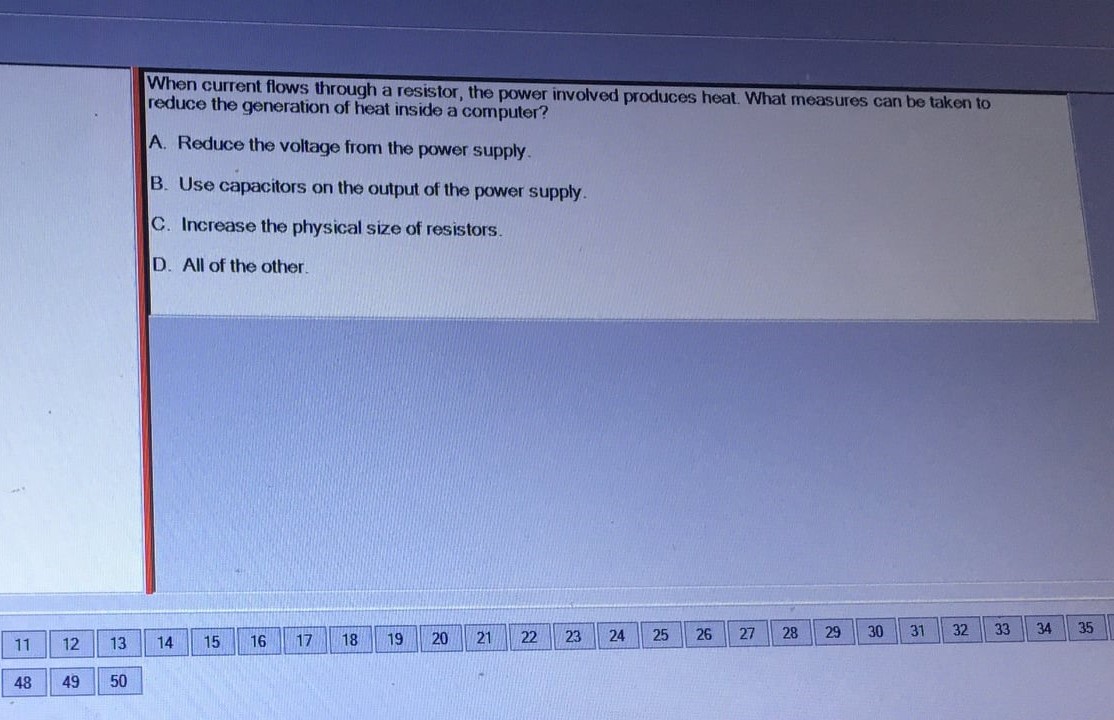 When current flows through a resistor, the power involved produces heat. What measures can be taken to
reduce the generation of heat inside a computer?
A. Reduce the voltage from the power supply.
B. Use capacitors on the output of the power supply.
C. Increase the physical size of resistors.
D. All of the other.
11 12 13 14 15 16 17 18 19 20 21 22 23 24 25 26 27 28 29 30 31 32 33 34 35
48 49 50